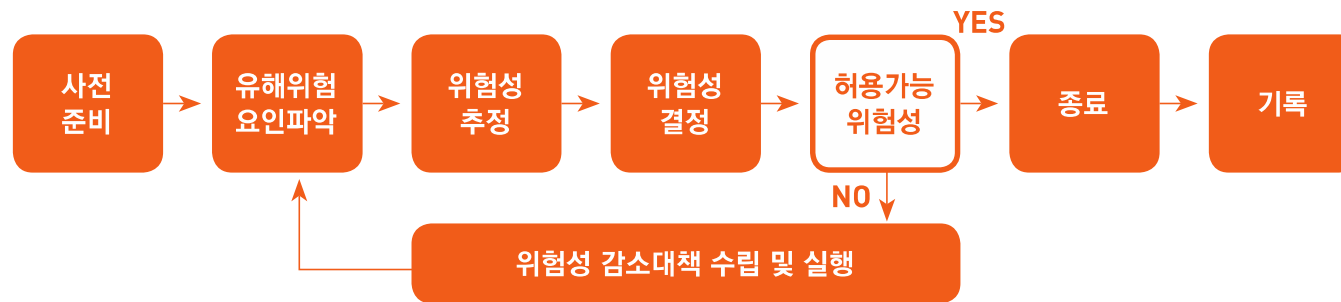 사전
준비
유해위험
요인파악
위험성
추정
위험성
결정
허용가능
위험성
YES
종료
기록
NO
위험성 감소대책 수립 및 실행